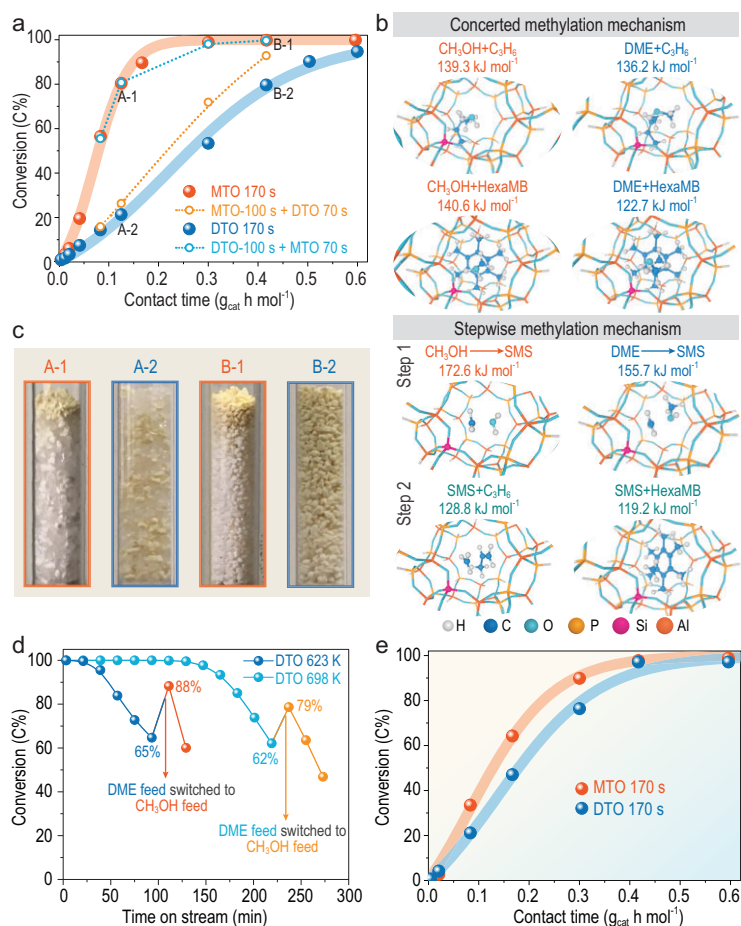 a
Conversion (C%)
100
80
60
40
20
0
0.0 0.1 0.2 0.3 0.4 0.5 0.6
Contact time (g_cat h mol⁻¹)
A-1
A-2
B-1
B-2
MTO 170 s
MTO-100 s + DTO 70 s
DTO 170 s
DTO-100 s + MTO 70 s
b
Concerted methylation mechanism
CH₃OH+C₃H₆ DME+C₃H₆
139.3 kJ mol⁻¹ 136.2 kJ mol⁻¹
CH₃OH+HexaMB DME+HexaMB
140.6 kJ mol⁻¹ 122.7 kJ mol⁻¹
Stepwise methylation mechanism
Step 1
CH₃OH → SMS DME → SMS
172.6 kJ mol⁻¹ 155.7 kJ mol⁻¹
Step 2
SMS+C₃H₆ SMS+HexaMB
128.8 kJ mol⁻¹ 119.2 kJ mol⁻¹
H C O P Si Al
c
A-1 A-2 B-1 B-2
d
Conversion (C%)
100
80
60
40
20
0
0 50 100 150 200 250 300
Time on stream (min)
DTO 623 K
DTO 698 K
88%
65%
79%
62%
DME feed switched to
CH₃OH feed
DME feed switched to
CH₃OH feed
e
Conversion (C%)
100
80
60
40
20
0
0.0 0.1 0.2 0.3 0.4 0.5 0.6
Contact time (g_cat h mol⁻¹)
MTO 170 s
DTO 170 s